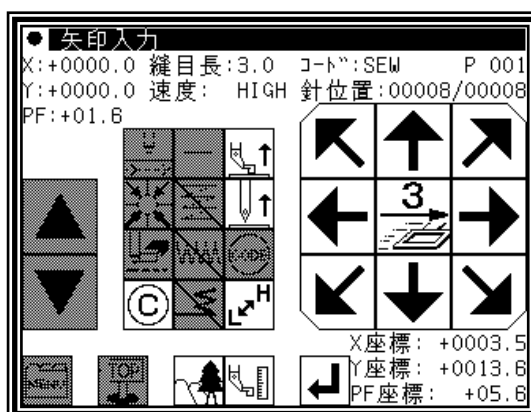 矢印入力
X:+0000.0 縫目長:3.0 コード:SEW P 001
Y:+0000.0 速度: HIGH 針位置:00008/00008
PF:+01.6
3
CODE
C
L H
X座標: +0003.5
MENU TOP Y座標: +0013.6
PF座標: +05.6